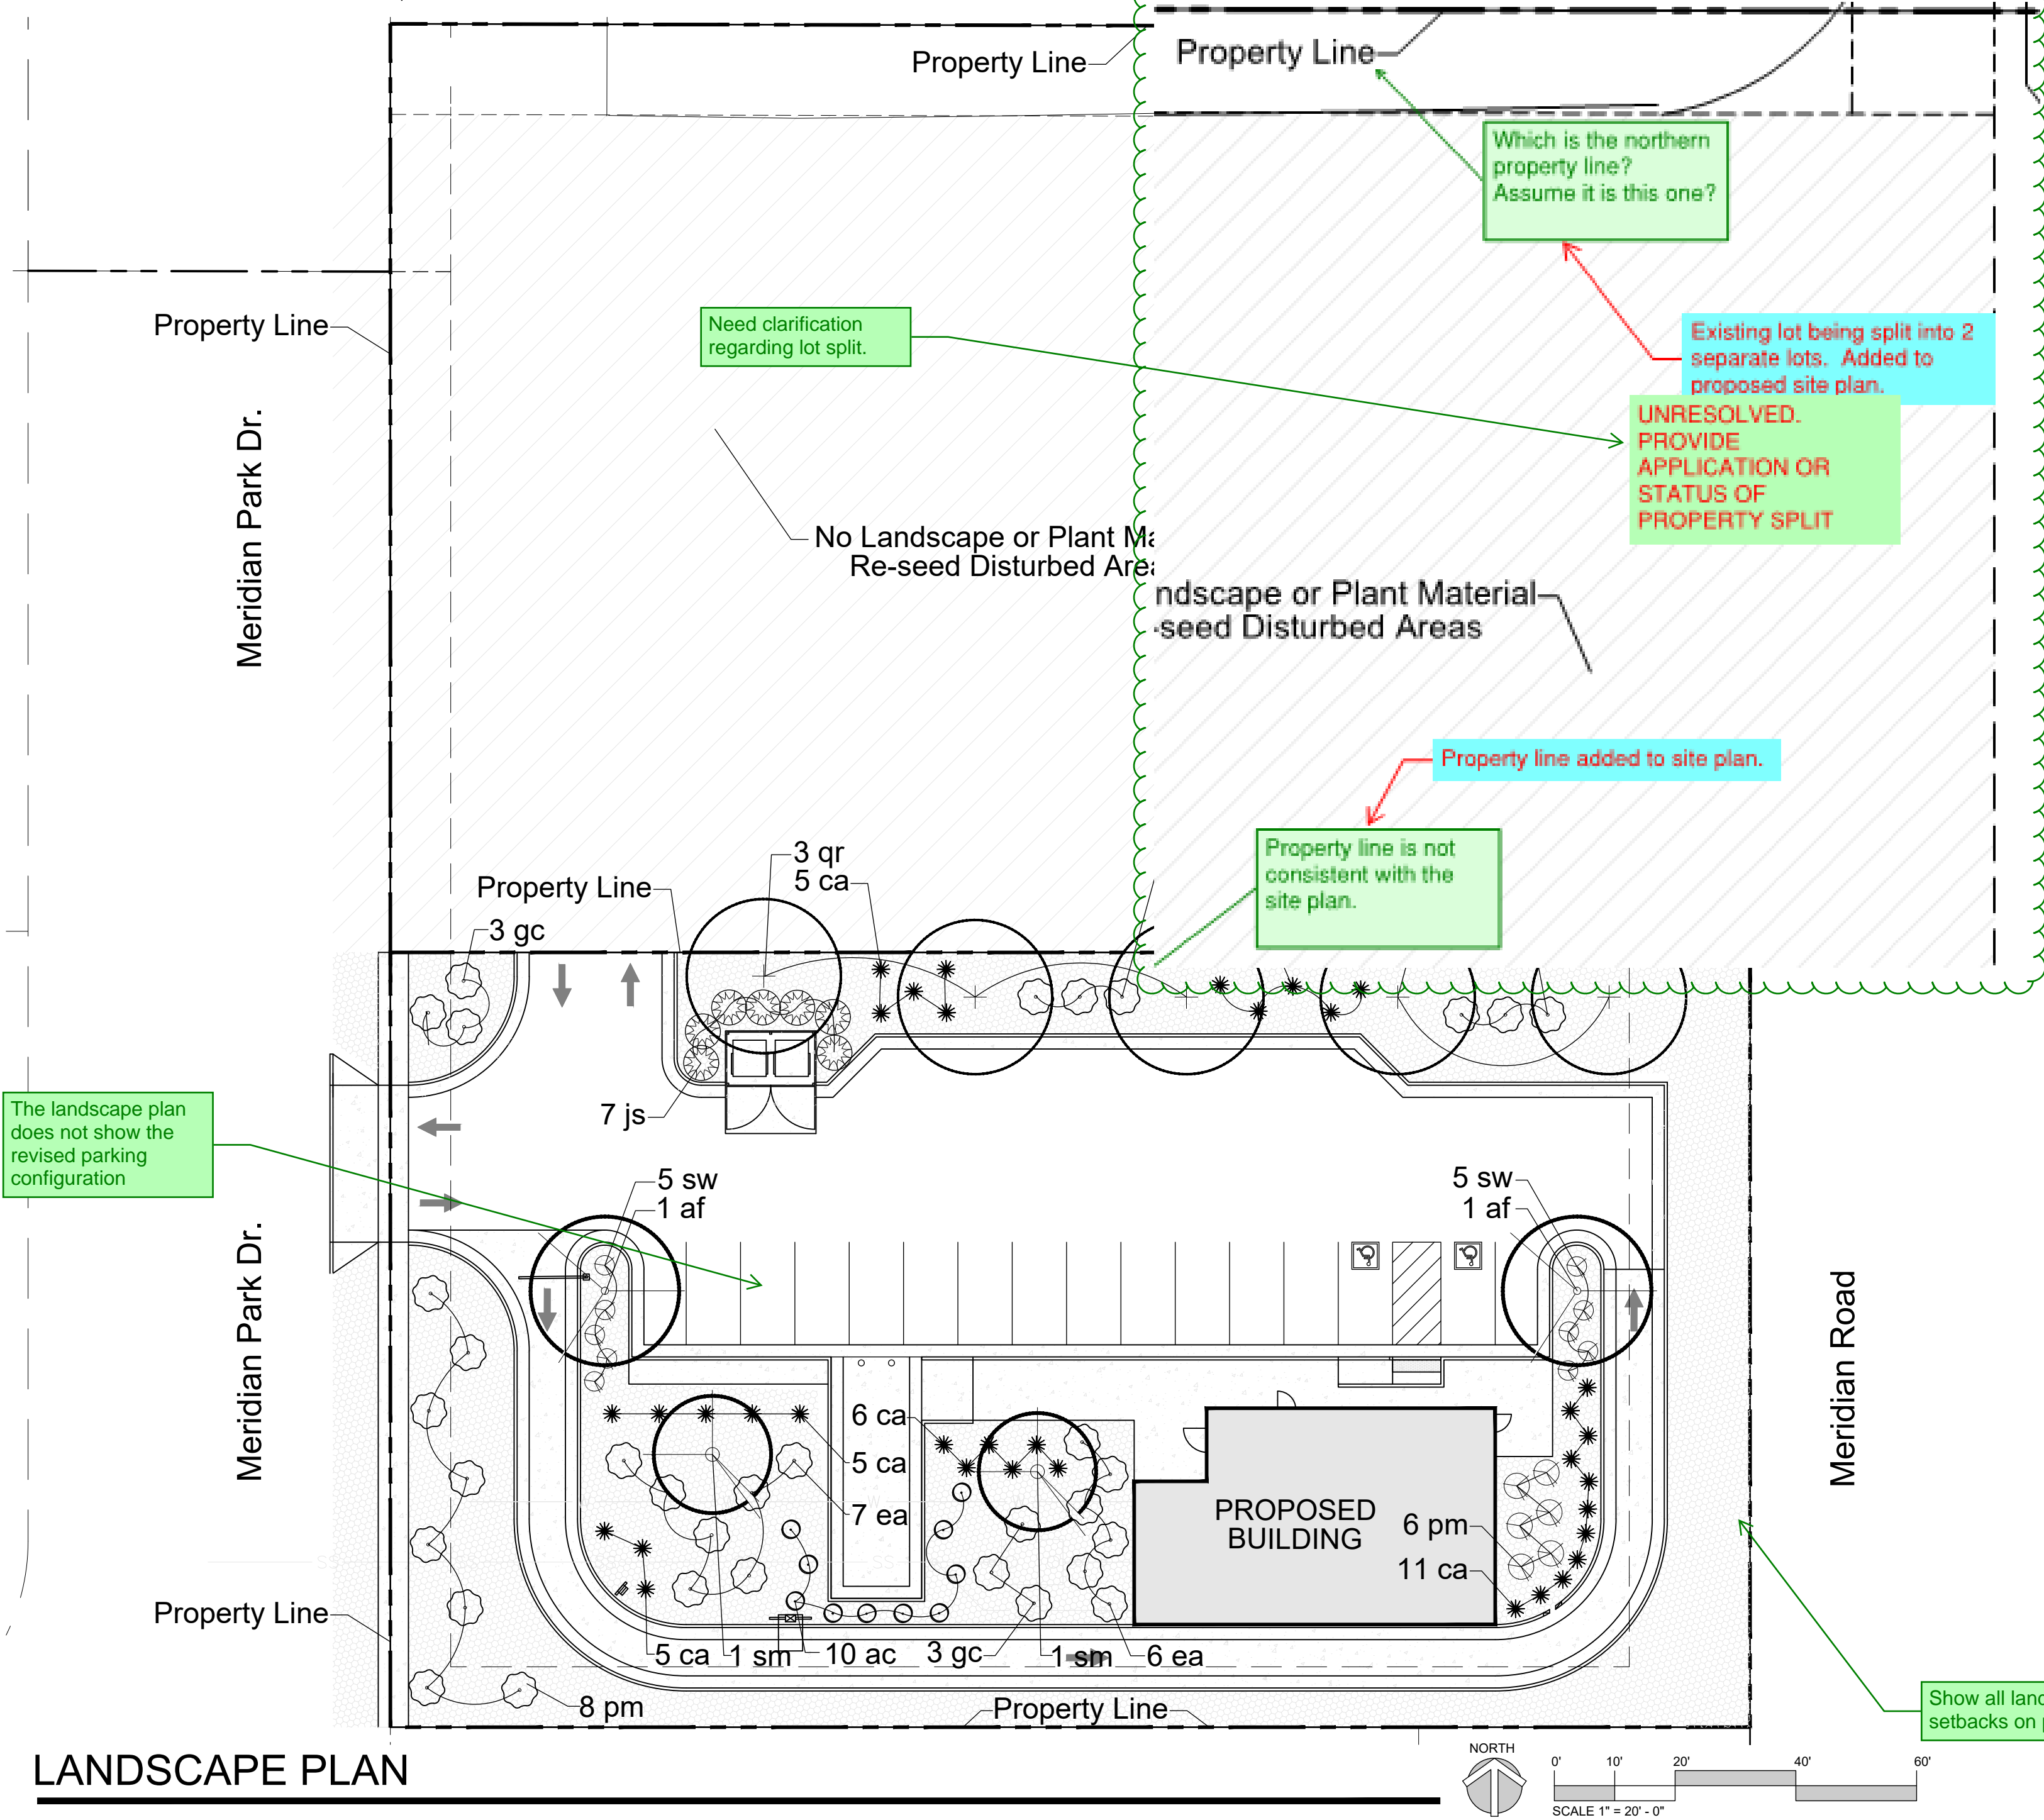 Property Line
Property Line
Which is the northern
property line?
Assume it is this one?
Property Line
Need clarification
regarding lot split.
Existing lot being split into 2
separate lots. Added to
proposed site plan.
UNRESOLVED.
PROVIDE
APPLICATION OR
STATUS OF
PROPERTY SPLIT
Meridian Park Dr.
No Landscape or Plant Ma
Re-seed Disturbed Area
ndscape or Plant Material
-seed Disturbed Areas
Property line added to site plan.
Property line is not
consistent with the
site plan.
3 qr
5 ca
Property Line
3 gc
7 js
The landscape plan
does not show the
revised parking
configuration
5 sw
1 af
5 sw
1 af
Meridian Park Dr.
Meridian Road
6 ca
5 ca
7 ea
PROPOSED
BUILDING
6 pm
11 ca
Property Line
5 ca
1 sm
10 ac
3 gc
1 sm
6 ea
8 pm
Property Line
Show all land
setbacks on p
LANDSCAPE PLAN
NORTH
0' 10' 20' 40' 60'
SCALE 1" = 20' - 0"